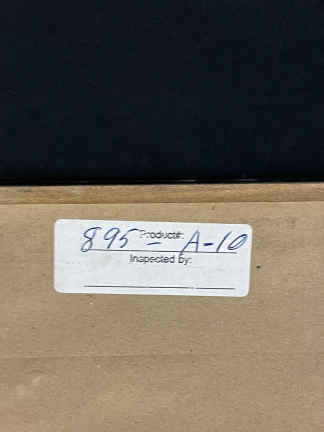 Product#: 895- A-10
Inspected by: